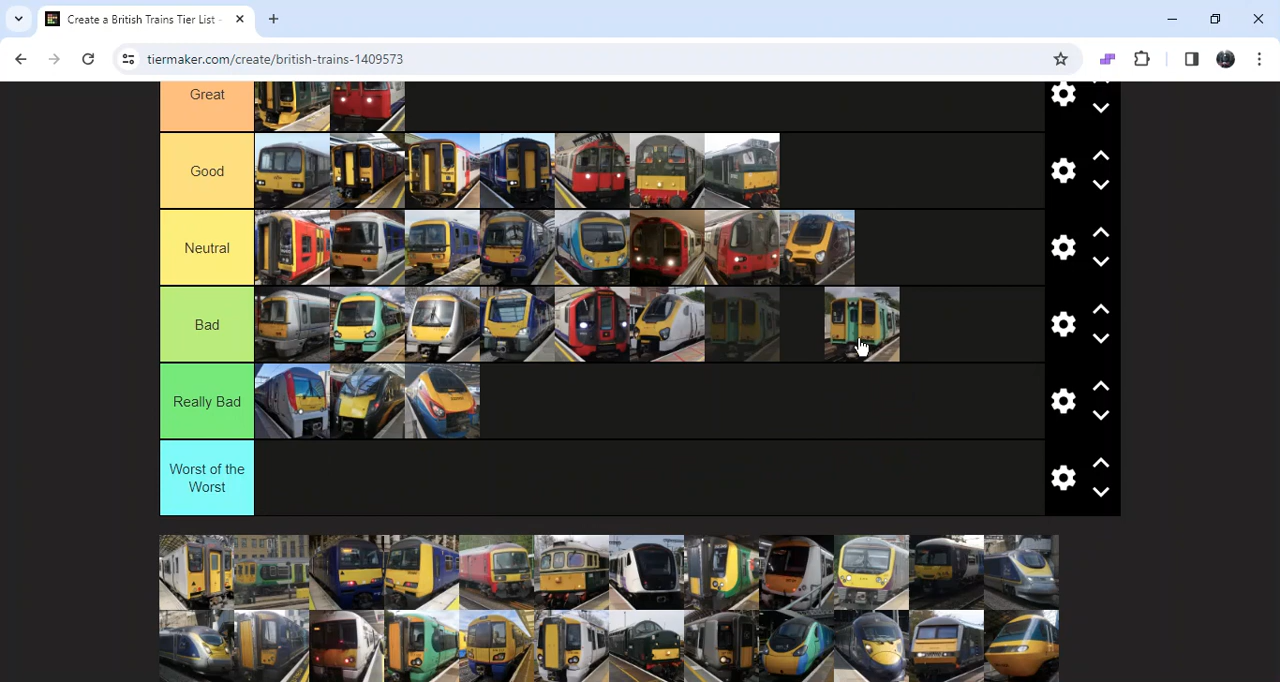 Create a British Trains Tier List -
tiermaker.com/create/british-trains-1409573
Great
Good
Neutral
Bad
Really Bad
Worst of the
Worst